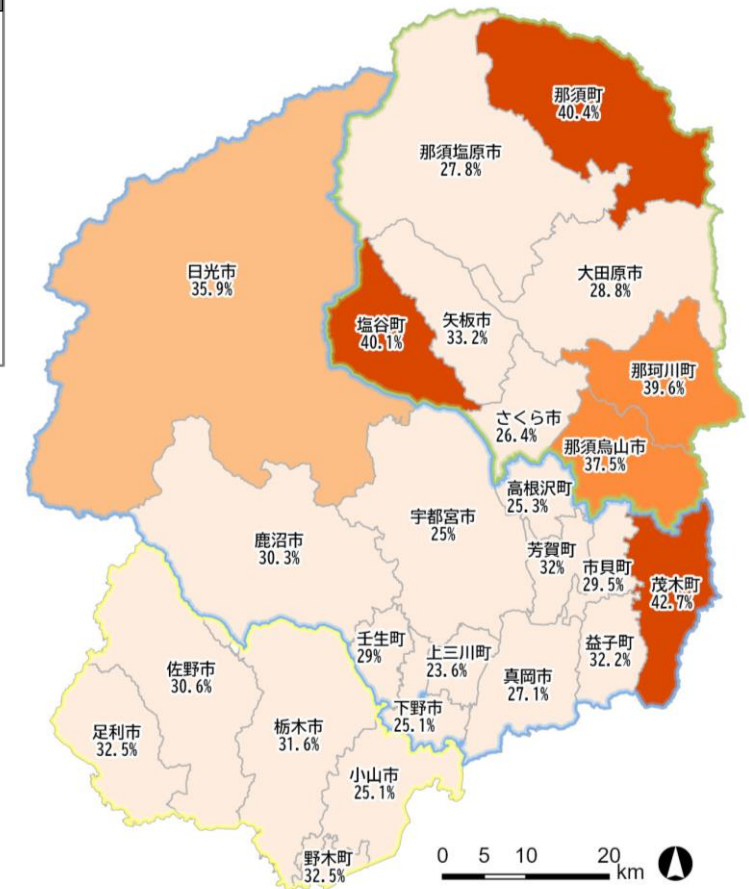 那須町
40.4%
那須塩原市
27.8%
日光市
35.9%
大田原市
28.8%
塩谷町
40.1%
矢板市
33.2%
那珂川町
39.6%
さくら市
26.4%
那須烏山市
37.5%
高根沢町
25.3%
宇都宮市
25%
鹿沼市
30.3%
芳賀町
32%
市貝町
29.5%
茂木町
42.7%
壬生町
29%
上三川町
23.6%
益子町
32.2%
佐野市
30.6%
真岡市
27.1%
下野市
25.1%
足利市
32.5%
栃木市
31.6%
小山市
25.1%
野木町
32.5%
0 5 10 20
km